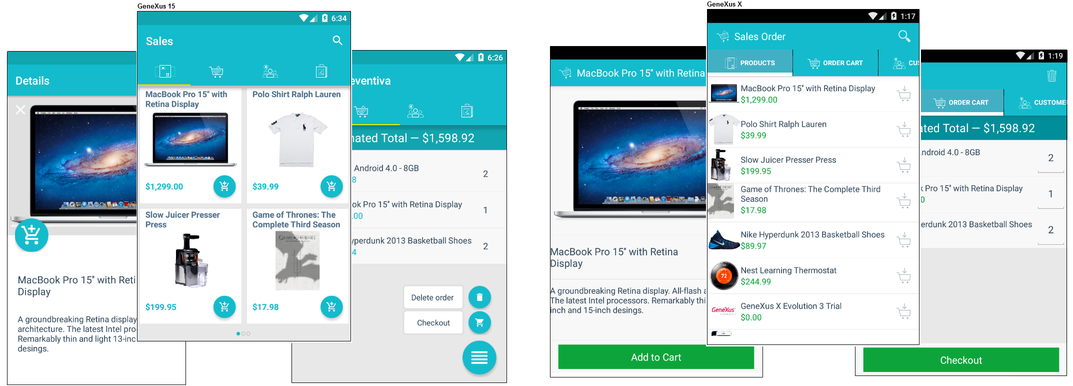 GeneXus 15
6:34
Sales
MacBook Pro 15" with
Retina Display
Polo Shirt Ralph Lauren
$1,299.00
$39.99
Slow Juicer Presser
Press
Game of Thrones: The
Complete Third Season
$199.95
$17.98
Details
MacBook Pro 15" with Reti
Display
A groundbreaking Retina display
architecture. The latest Intel pro
Remarkably thin and light 13-inc
desings.
6:26
eventiva
nated Total — $1,598.92
Android 4.0 - 8GB
8
2
ok Pro 15" with Retina Display
.00
1
yperdunk 2013 Basketball Shoes
4
2
Delete order
Checkout
GeneXus X
1:17
Sales Order
PRODUCTS
ORDER CART
CU
MacBook Pro 15" with Retina Display
$1,299.00
Polo Shirt Ralph Lauren
$39.99
Slow Juicer Presser Press
$199.95
Game of Thrones: The Complete Third
Season
$17.98
Nike Hyperdunk 2013 Basketball Shoes
$89.97
72
Nest Learning Thermostat
$244.99
GeneXus
GeneXus X Evolution 3 Trial
$0.00
MacBook Pro 15" with Retina
MacBook Pro 15" with Retina
Display
A groundbreaking Retina display. All-flash a
The latest Intel processors. Remarkably thi
inch and 15-inch desings.
Add to Cart
1:19
ORDER CART
CUSTOME
ated Total — $1,598.92
ndroid 4.0 - 8GB
2
k Pro 15" with Retina Display
0
1
perdunk 2013 Basketball Shoes
2
Checkout